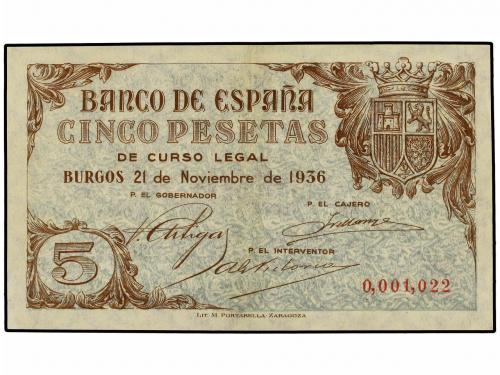 BANCO DE ESPAÑA
CINCO PESETAS
DE CURSO LEGAL
BURGOS 21 de Noviembre de 1936
P. EL GOBERNADOR
P. EL CAJERO
P. EL INTERVENTOR
5
0,001,022
LIT. M. PORTABELLA-ZARAGOZA